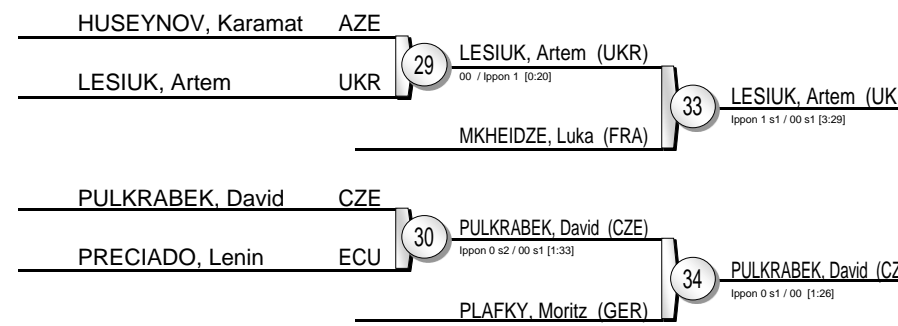 HUSEYNOV, Karamat AZE
29
LESIUK, Artem (UKR)
00 / Ippon 1 [0:20]
LESIUK, Artem UKR
33
LESIUK, Artem (UK
Ippon 1 s1 / 00 s1 [3:29]
MKHEIDZE, Luka (FRA)
PULKRABEK, David CZE
30
PULKRABEK, David (CZE)
Ippon 0 s2 / 00 s1 [1:33]
PRECIADO, Lenin ECU
34
PULKRABEK, David (CZ
Ippon 0 s1 / 00 [1:26]
PLAFKY, Moritz (GER)